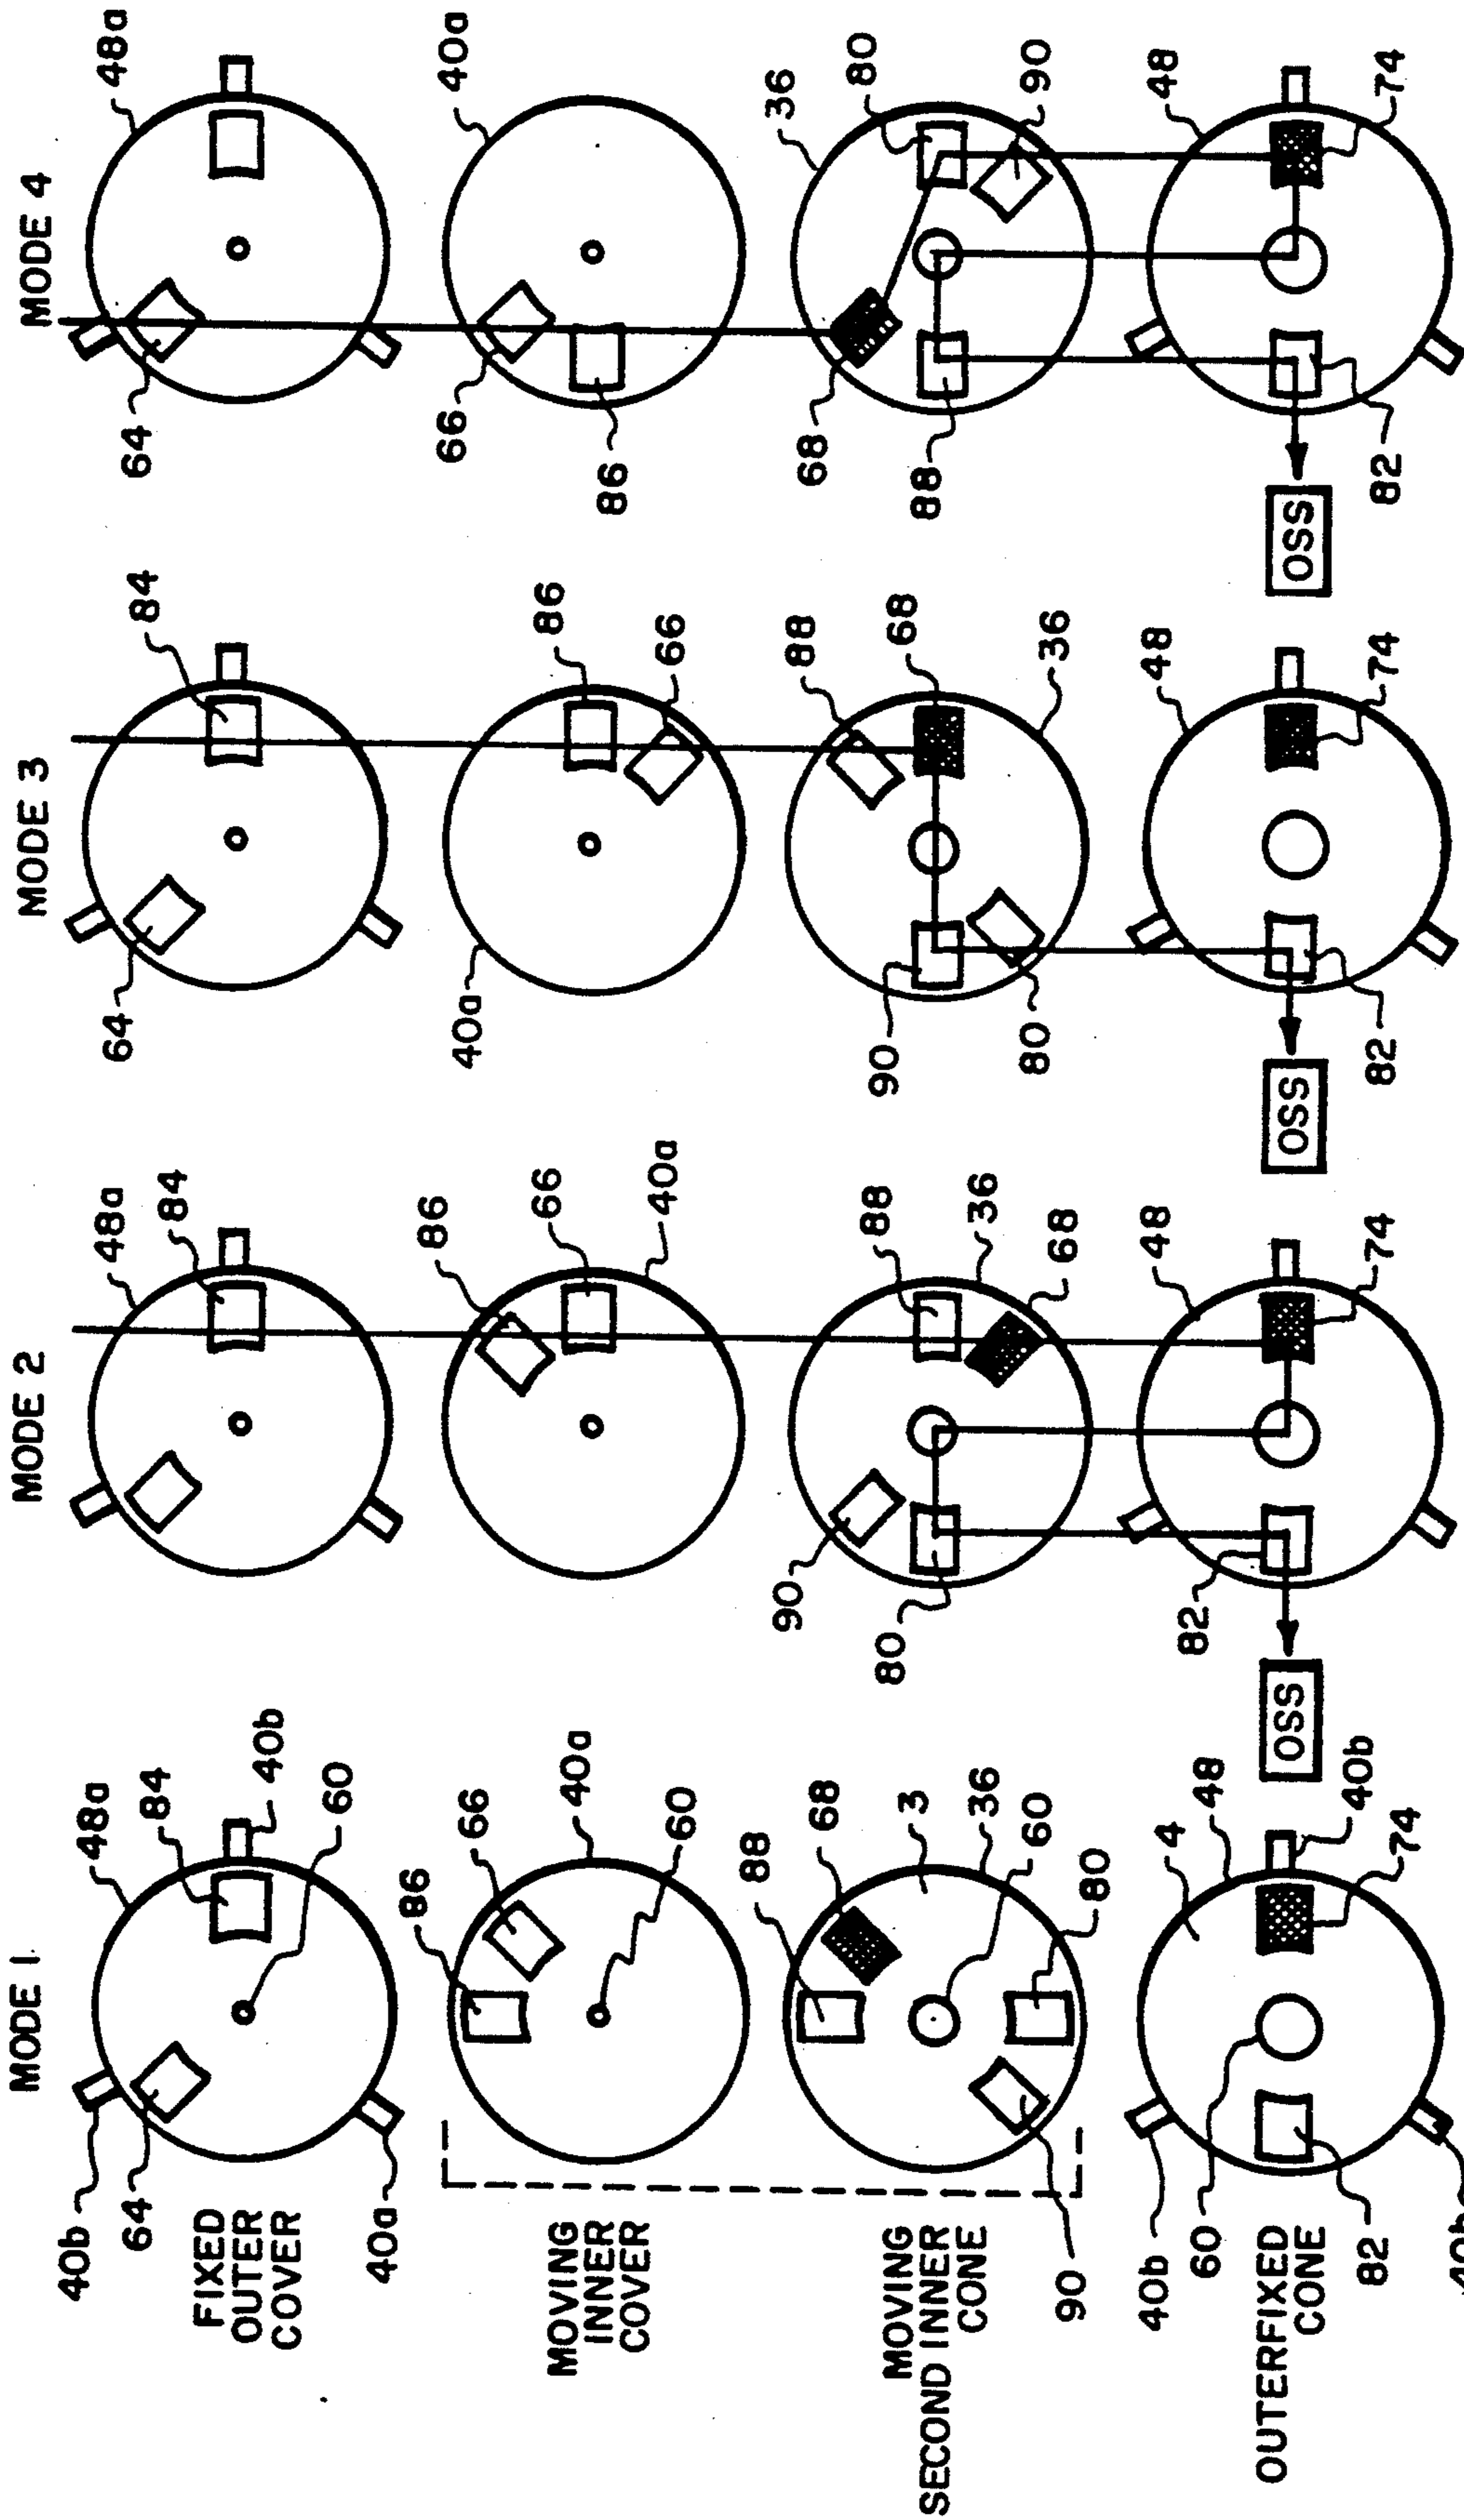 MODE 1
MODE 2
MODE 3
MODE 4
FIXED
OUTER
COVER
40b
64
40a
48a
84
40b
60
48a
84
64
84
64
48a
MOVING
INNER
COVER
86
66
40a
60
86
66
40a
40a
86
66
66
86
40a
MOVING
SECOND INNER
CONE
90
88
68
3
36
60
80
90
80
88
36
68
90
80
88
68
36
68
88
36
80
90
OUTERFIXED
CONE
40b
60
82
40b
4
48
40b
74
OSS
82
48
74
OSS
82
48
74
OSS
82
48
74